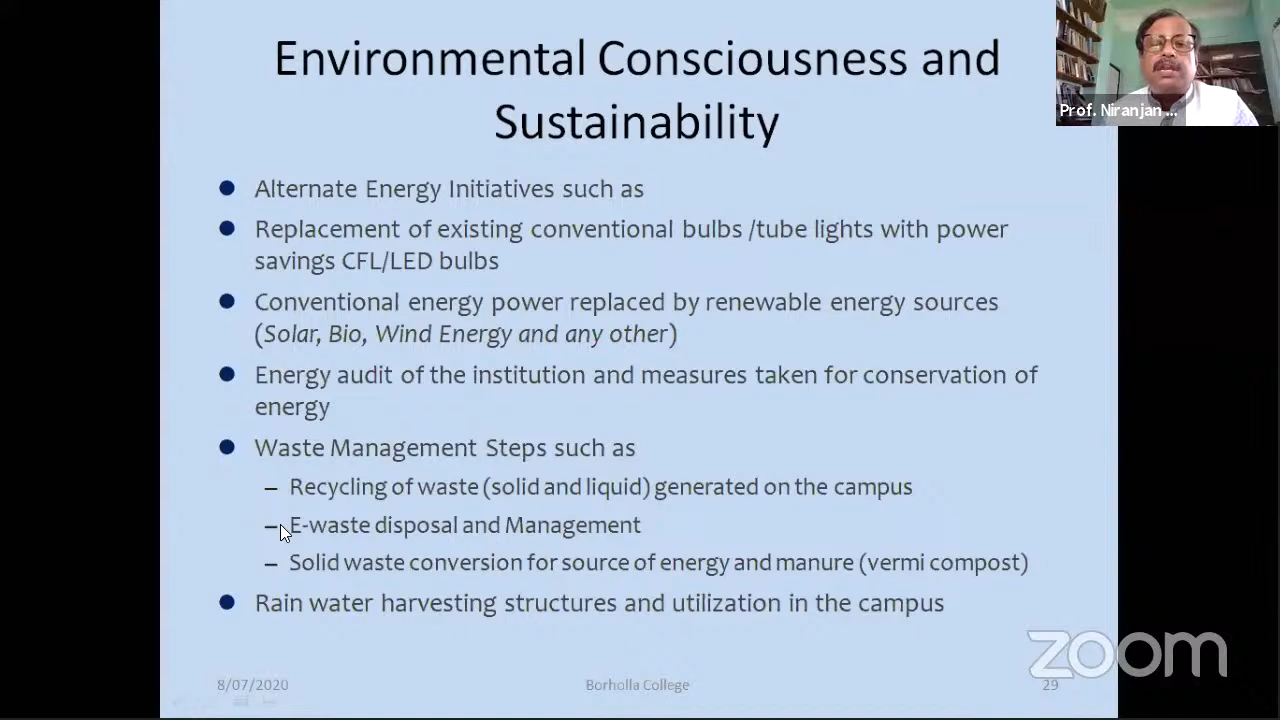 Environmental Consciousness and
Sustainability
Prof. Niranjan ...
Alternate Energy Initiatives such as
Replacement of existing conventional bulbs /tube lights with power
savings CFL/LED bulbs
Conventional energy power replaced by renewable energy sources
(Solar, Bio, Wind Energy and any other)
Energy audit of the institution and measures taken for conservation of
energy
Waste Management Steps such as
– Recycling of waste (solid and liquid) generated on the campus
– E-waste disposal and Management
– Solid waste conversion for source of energy and manure (vermi compost)
Rain water harvesting structures and utilization in the campus
zoom
8/07/2020 Borholla College 29